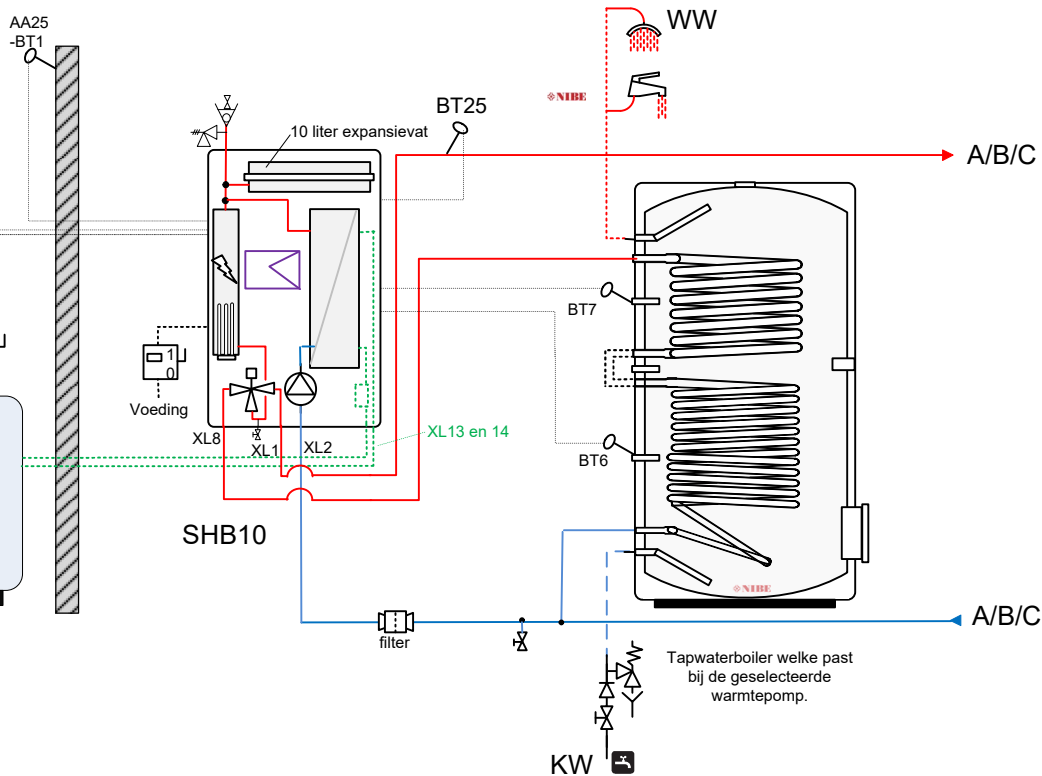 AA25
-BT1
WW
NIBE
BT25
10 liter expansievat
A/B/C
BT7
1
0
Voeding
XL8
XL1
XL2
XL13 en 14
BT6
SHB10
NIBE
filter
A/B/C
Tapwaterboiler welke past
bij de geselecteerde
warmtepomp.
KW